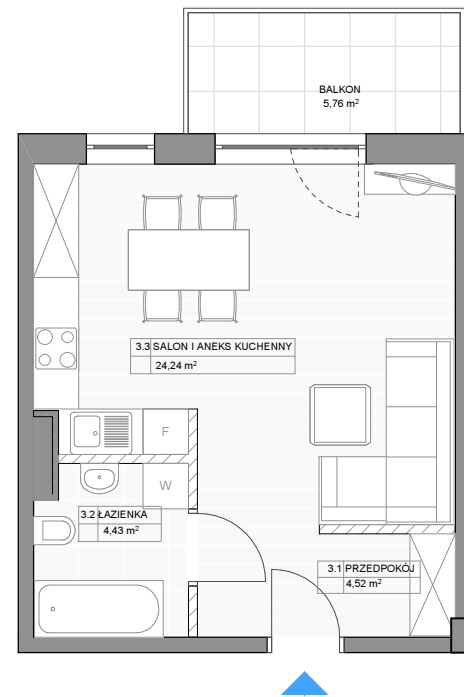 BALKON
5,76 m²
3.3 SALON I ANEKS KUCHENNY
24,24 m²
F
W
3.2 ŁAZIENKA
4,43 m²
3.1 PRZEDPOKÓJ
4,52 m²